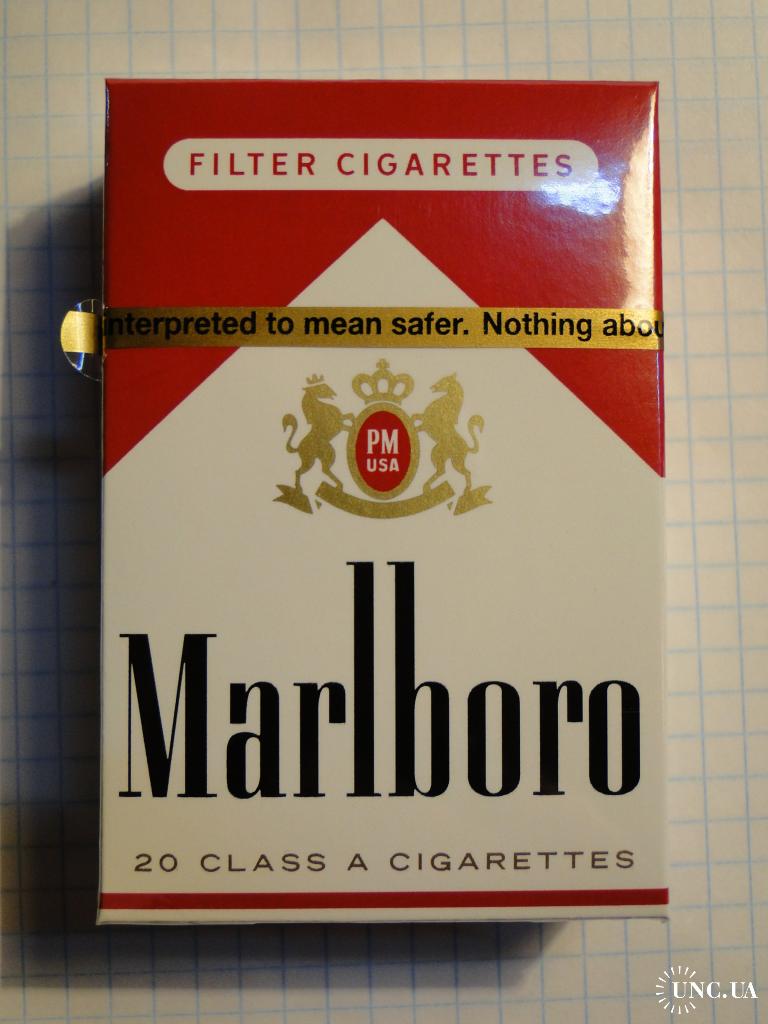 FILTER CIGARETTES
nterpreted to mean safer. Nothing abou
PM
USA
Marlboro
20 CLASS A CIGARETTES
UNC.UA